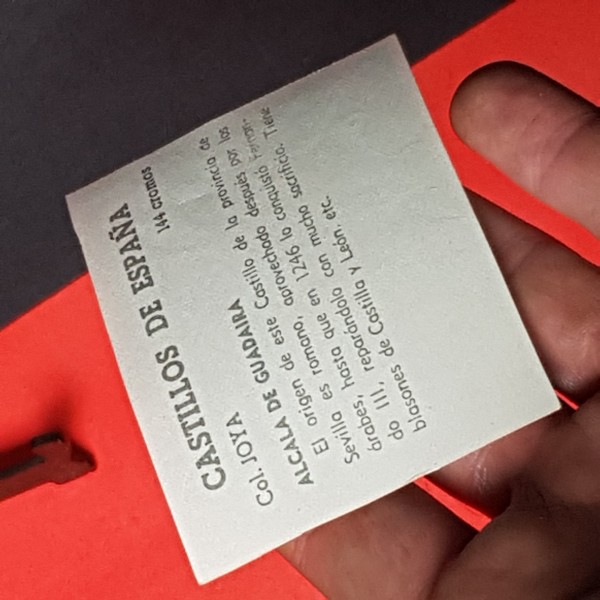 CASTILLOS DE ESPAÑA
Col. JOYA 144 cromos
ALCALA DE GUADAIRA
El origen de este Castillo de la provincia de
Sevilla es romano, aprovechado después por los
árabes, hasta que en 1246 lo conquistó Fernan-
do III, reparándolo con mucho sacrificio. Tiene
blasones de Castilla y León, etc.